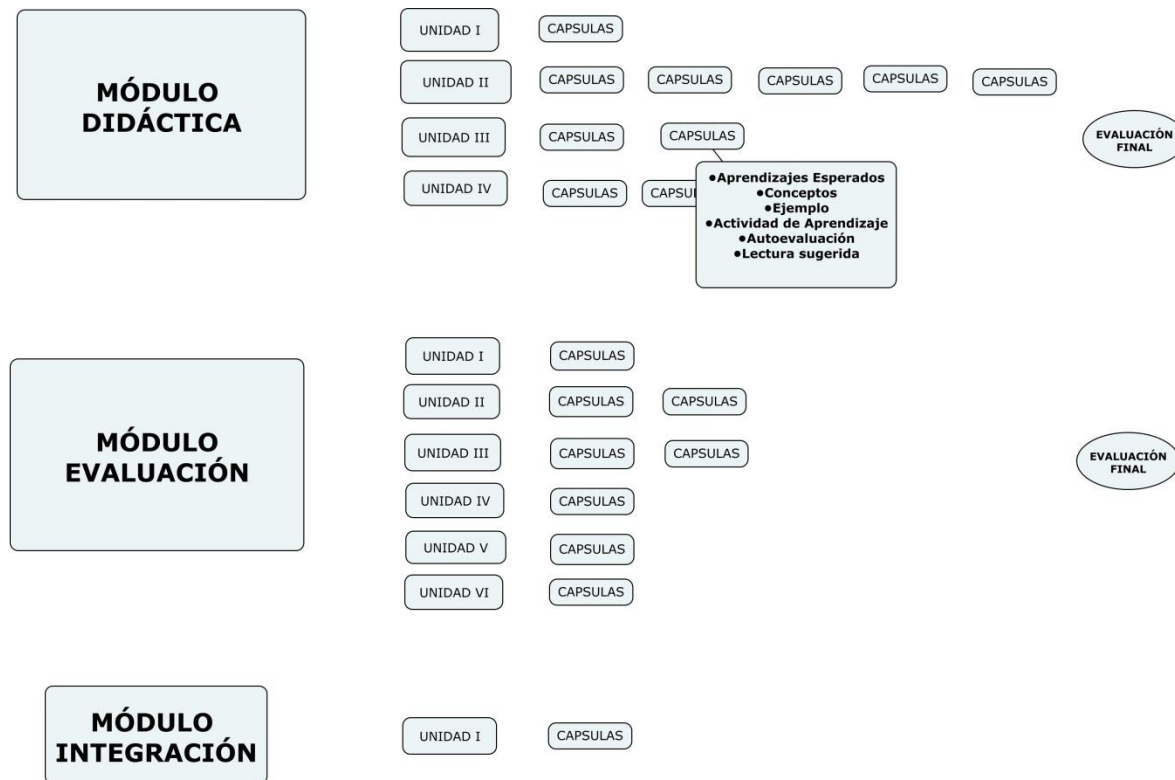 MÓDULO
DIDÁCTICA
UNIDAD I
CAPSULAS
UNIDAD II
CAPSULAS
CAPSULAS
CAPSULAS
CAPSULAS
CAPSULAS
UNIDAD III
CAPSULAS
CAPSULAS
UNIDAD IV
CAPSULAS
●Aprendizajes Esperados
●Conceptos
●Ejemplo
●Actividad de Aprendizaje
●Autoevaluación
●Lectura sugerida
EVALUACIÓN
FINAL
MÓDULO
EVALUACIÓN
UNIDAD I
CAPSULAS
UNIDAD II
CAPSULAS
CAPSULAS
UNIDAD III
CAPSULAS
CAPSULAS
UNIDAD IV
CAPSULAS
UNIDAD V
CAPSULAS
UNIDAD VI
CAPSULAS
EVALUACIÓN
FINAL
MÓDULO
INTEGRACIÓN
UNIDAD I
CAPSULAS